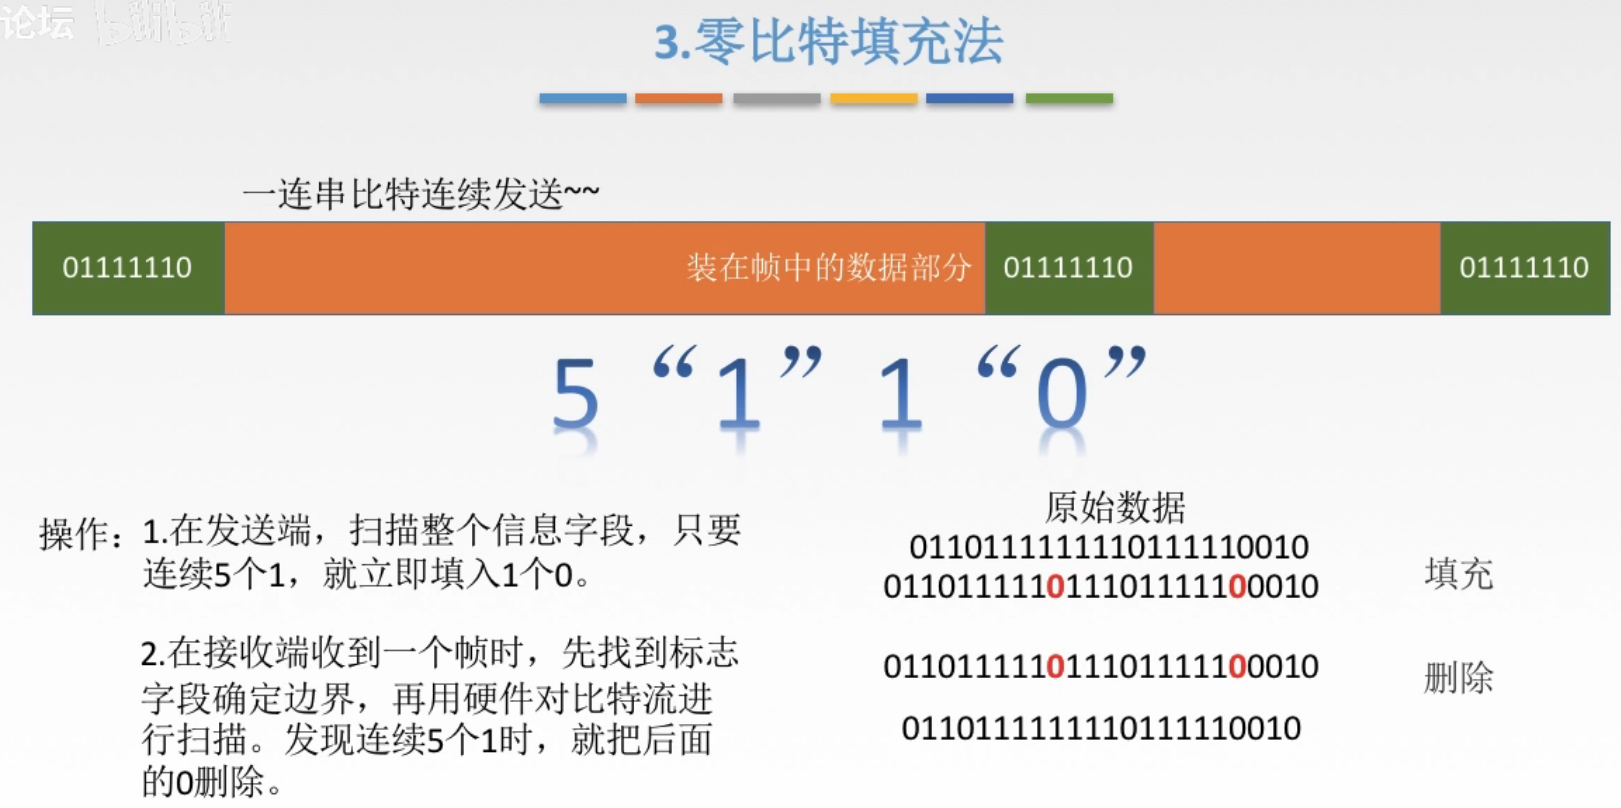 论坛 bilibili
3.零比特填充法
一连串比特连续发送~~
01111110 装在帧中的数据部分 01111110 01111110
5 “1” 1 “0”
操作：1.在发送端，扫描整个信息字段，只要
连续5个1，就立即填入1个0。
2.在接收端收到一个帧时，先找到标志
字段确定边界，再用硬件对比特流进
行扫描。发现连续5个1时，就把后面
的0删除。
原始数据
0110111111110111110010
011011111011101111100010
填充
011011111011101111100010
删除
0110111111110111110010